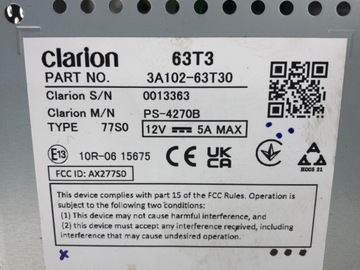 clarion 63T3
PART NO. 3A102-63T30
Clarion S/N 0013363
Clarion M/N PS-4270B
TYPE 77S0 12V 5A MAX
E13 10R-06 15675 CE UKCA
FCC ID: AX277S0
This device complies with part 15 of the FCC Rules. Operation is
subject to the following two conditions:
(1) This device may not cause harmful interference, and
(2) this device must accept any interference received, including
interference that may cause undesired operation.